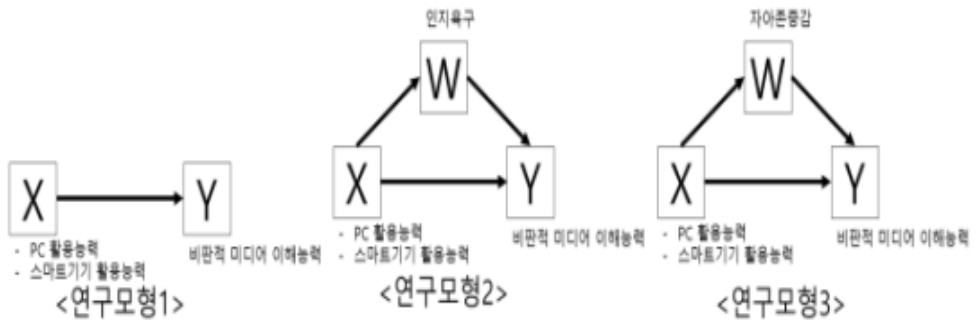 X
Y
- PC 활용능력
- 스마트기기 활용능력
비판적 미디어 이해능력
<연구모형1>
인지욕구
W
X
Y
- PC 활용능력
- 스마트기기 활용능력
비판적 미디어 이해능력
<연구모형2>
자아존중감
W
X
Y
- PC 활용능력
- 스마트기기 활용능력
비판적 미디어 이해능력
<연구모형3>